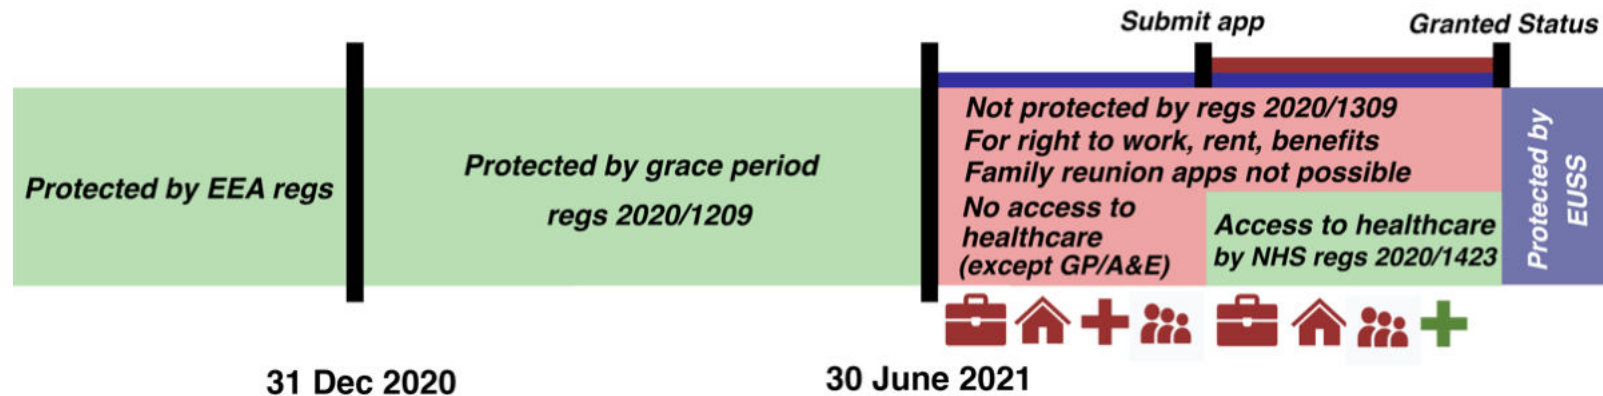 Submit app
Granted Status
Protected by EEA regs
Protected by grace period
regs 2020/1209
Not protected by regs 2020/1309
For right to work, rent, benefits
Family reunion apps not possible
No access to
healthcare
(except GP/A&E)
Access to healthcare
by NHS regs 2020/1423
Protected by
EUSS
31 Dec 2020
30 June 2021